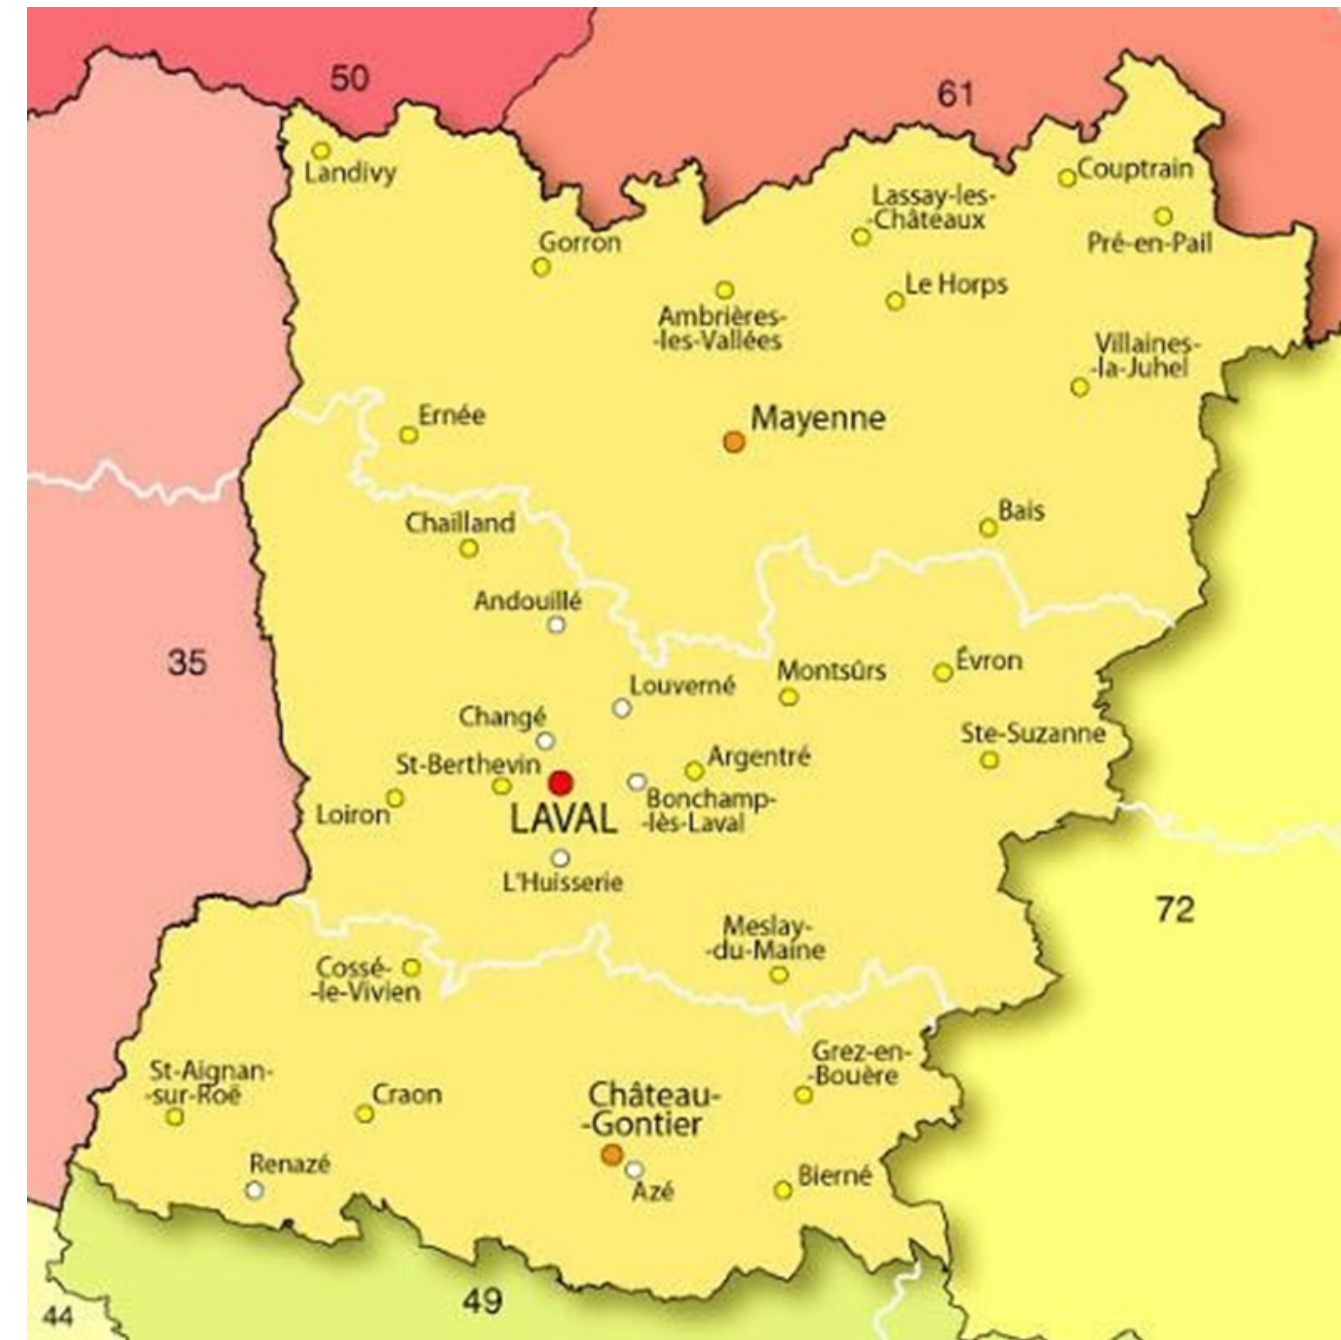 50
61
Landivy
Couptrain
Lassay-les-
-Châteaux
Pré-en-Pail
Gorron
Le Horps
Ambrières-
-les-Vallées
Villaines-
-la-Juhel
Ernée
Mayenne
Bais
Chailland
Andouillé
35
Évron
Montsûrs
Louverné
Changé
Ste-Suzanne
St-Berthevin
Argentré
Loiron
LAVAL
Bonchamp-
-lès-Laval
L'Huisserie
72
Meslay-
-du-Maine
Cossé-
-le-Vivien
Grez-en-
-Bouère
St-Aignan-
-sur-Roë
Craon
Château-
-Gontier
Renazé
Bierné
Azé
49
44